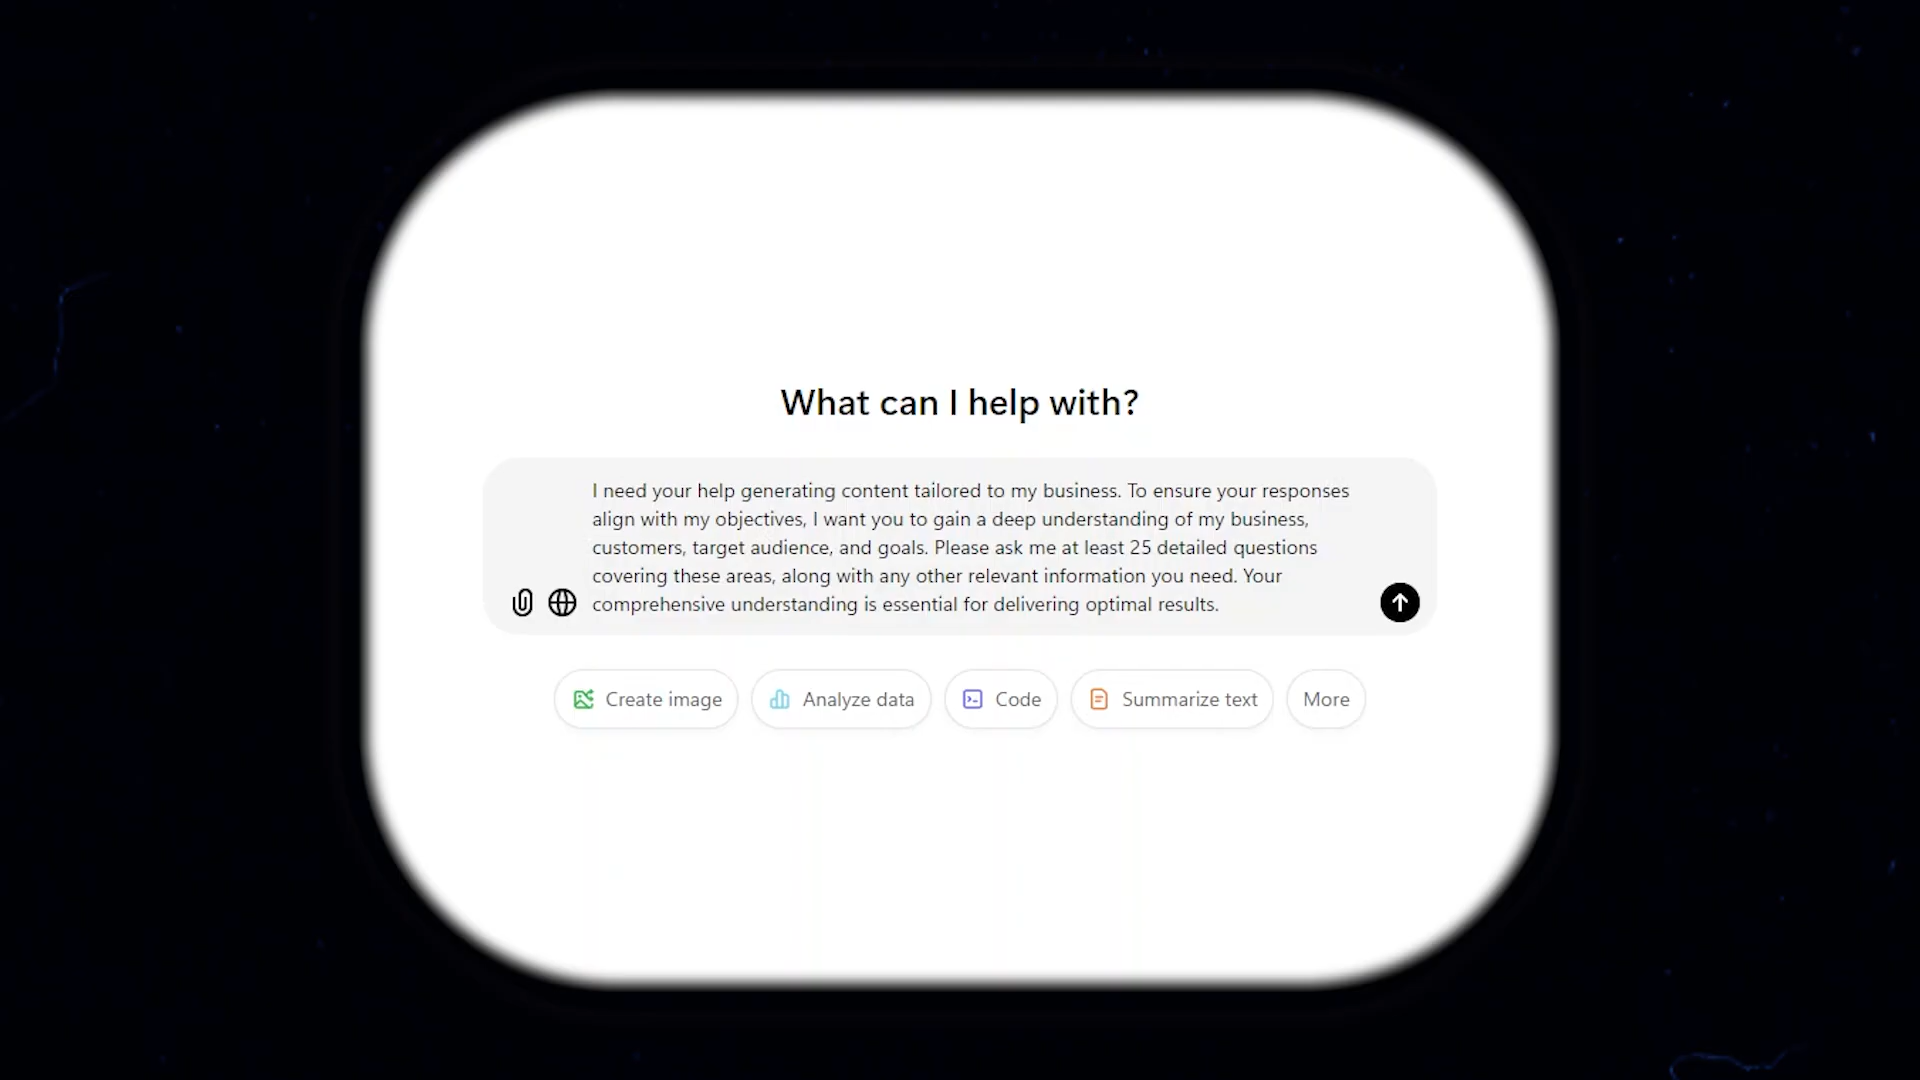 What can I help with?
I need your help generating content tailored to my business. To ensure your responses
align with my objectives, I want you to gain a deep understanding of my business,
customers, target audience, and goals. Please ask me at least 25 detailed questions
covering these areas, along with any other relevant information you need. Your
comprehensive understanding is essential for delivering optimal results.
Create image
Analyze data
Code
Summarize text
More